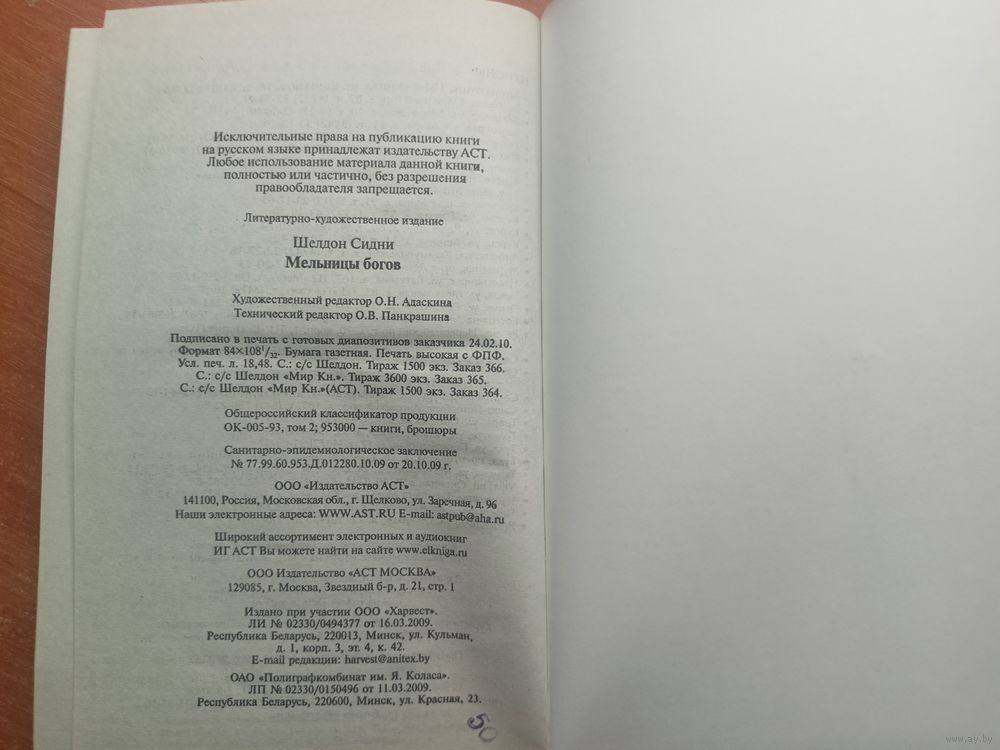 Исключительные права на публикацию книги
на русском языке принадлежат издательству АСТ.
Любое использование материала данной книги,
полностью или частично, без разрешения
правообладателя запрещается.
Литературно-художественное издание
Шелдон Сидни
Мельницы богов
Художественный редактор О.Н. Адаскина
Технический редактор О.В. Панкрашина
Подписано в печать с готовых диапозитивов заказчика 24.02.10.
Формат 84×108¹/₃₂. Бумага газетная. Печать высокая с ФПФ.
Усл. печ. л. 18,48. С.: с/с Шелдон. Тираж 1500 экз. Заказ 366.
С.: с/с Шелдон «Мир Кн.». Тираж 3600 экз. Заказ 365.
С.: с/с Шелдон «Мир Кн.»(АСТ). Тираж 1500 экз. Заказ 364.
Общероссийский классификатор продукции
ОК-005-93, том 2; 953000 — книги, брошюры
Санитарно-эпидемиологическое заключение
№ 77.99.60.953.Д.012280.10.09 от 20.10.09 г.
ООО «Издательство АСТ»
141100, Россия, Московская обл., г. Щелково, ул. Заречная, д. 96
Наши электронные адреса: WWW.AST.RU E-mail: astpub@aha.ru
Широкий ассортимент электронных и аудиокниг
ИГ АСТ Вы можете найти на сайте www.elkniga.ru
ООО Издательство «АСТ МОСКВА»
129085, г. Москва, Звездный б-р, д. 21, стр. 1
Издано при участии ООО «Харвест».
ЛИ № 02330/0494377 от 16.03.2009.
Республика Беларусь, 220013, Минск, ул. Кульман,
д. 1, корп. 3, эт. 4, к. 42.
E-mail редакции: harvest@anitex.by
ОАО «Полиграфкомбинат им. Я. Коласа».
ЛП № 02330/0150496 от 11.03.2009.
Республика Беларусь, 220600, Минск, ул. Красная, 23.
50
www.ay.by